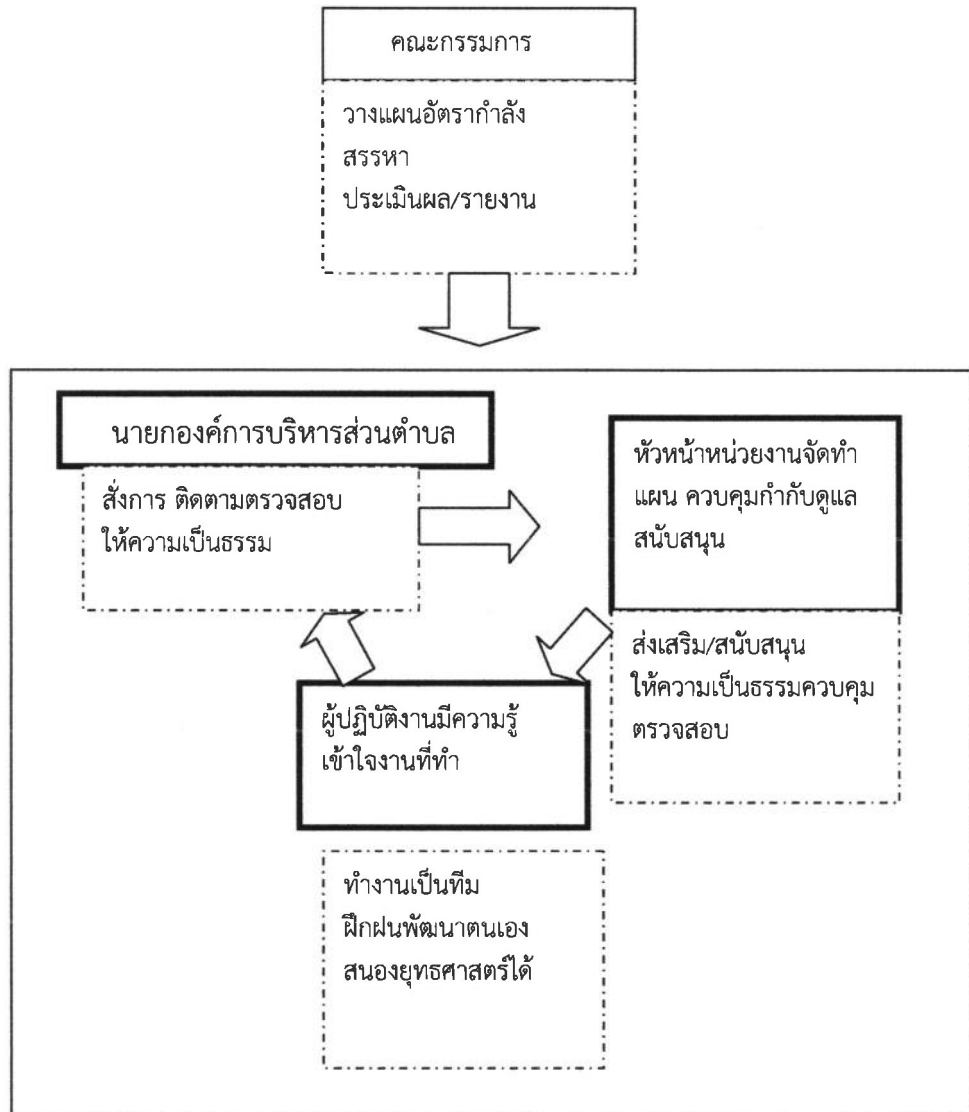 คณะกรรมการ
วางแผนอัตรากำลัง
สรรหา
ประเมินผล/รายงาน
นายกองค์การบริหารส่วนตำบล
สั่งการ ติดตามตรวจสอบ
ให้ความเป็นธรรม
หัวหน้าหน่วยงานจัดทำ
แผน ควบคุมกำกับดูแล
สนับสนุน
ส่งเสริม/สนับสนุน
ให้ความเป็นธรรมควบคุม
ตรวจสอบ
ผู้ปฏิบัติงานมีความรู้
เข้าใจงานที่ทำ
ทำงานเป็นทีม
ฝึกฝนพัฒนาตนเอง
สนองยุทธศาสตร์ได้